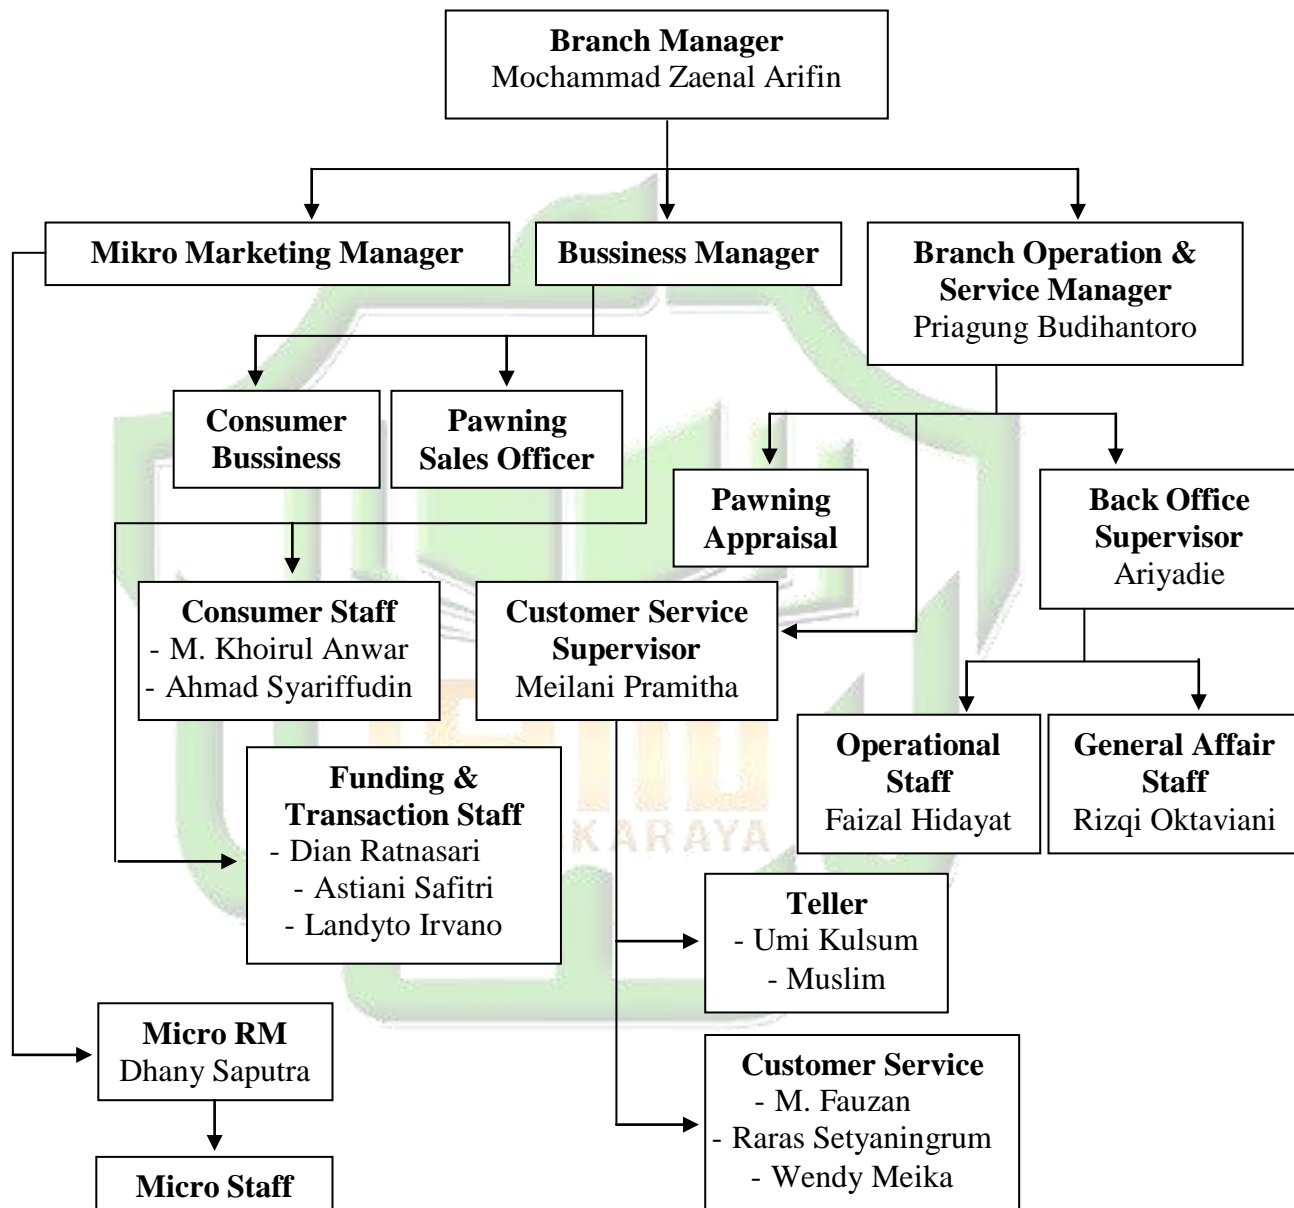 Branch Manager
Mochammad Zaenal Arifin
Mikro Marketing Manager
Bussiness Manager
Branch Operation &
Service Manager
Priagung Budihantoro
Consumer
Bussiness
Pawning
Sales Officer
Pawning
Appraisal
Back Office
Supervisor
Ariyadie
Consumer Staff
- M. Khoirul Anwar
- Ahmad Syariffudin
Customer Service
Supervisor
Meilani Pramitha
Operational
Staff
Faizal Hidayat
General Affair
Staff
Rizqi Oktaviani
Funding &
Transaction Staff
- Dian Ratnasari
- Astiani Safitri
- Landyto Irvano
KARAYA
Teller
- Umi Kulsum
- Muslim
Micro RM
Dhany Saputra
Customer Service
- M. Fauzan
- Raras Setyaningrum
- Wendy Meika
Micro Staff